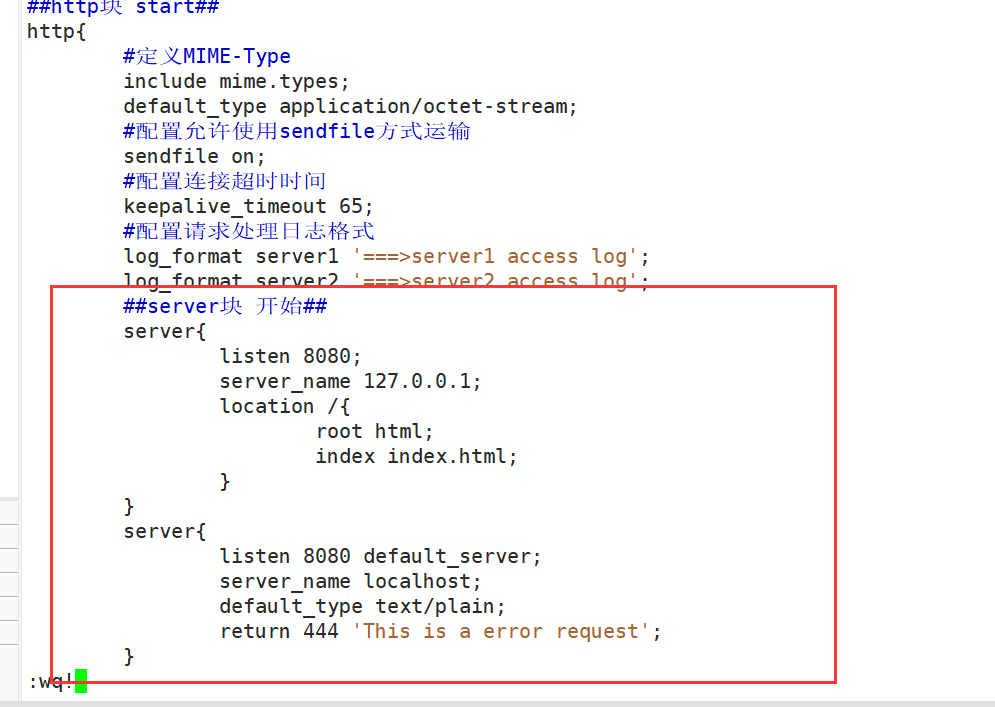 ##http块 start##
http{
#定义MIME-Type
include mime.types;
default_type application/octet-stream;
#配置允许使用sendfile方式运输
sendfile on;
#配置连接超时时间
keepalive_timeout 65;
#配置请求处理日志格式
log_format server1 '===>server1 access log';
log_format server2 '===>server2 access log';
##server块 开始##
server{
listen 8080;
server_name 127.0.0.1;
location /{
root html;
index index.html;
}
}
server{
listen 8080 default_server;
server_name localhost;
default_type text/plain;
return 444 'This is a error request';
}
:wq!